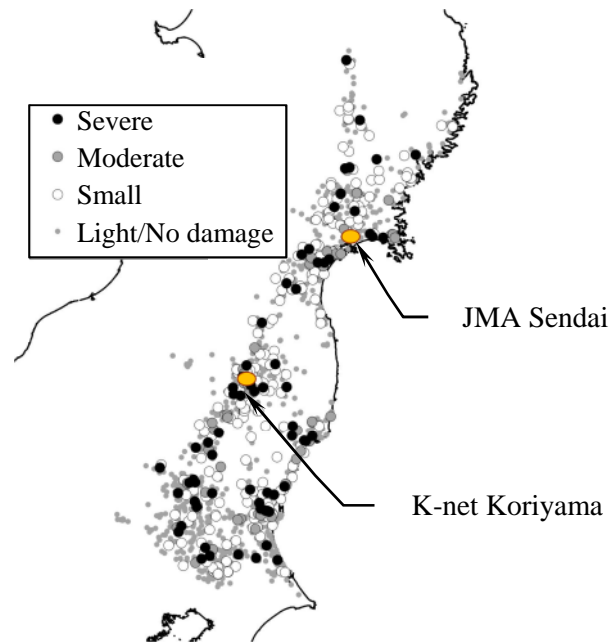 Severe
Moderate
Small
Light/No damage
JMA Sendai
K-net Koriyama